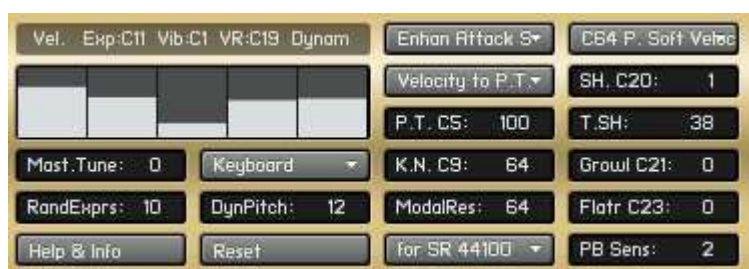 Vel. Exp:C11 Vib:C1 VR:C19 Dynam
Enhan Attack S
C64 P. Soft Veloc
Velocity to P.T.
SH. C20: 1
P.T. C5: 100
T.SH: 38
Mast.Tune: 0
Keyboard
K.N. C9: 64
Growl C21: 0
RandExprs: 10
DynPitch: 12
ModalRes: 64
Flatr C23: 0
Help & Info
Reset
for SR 44100
PB Sens: 2